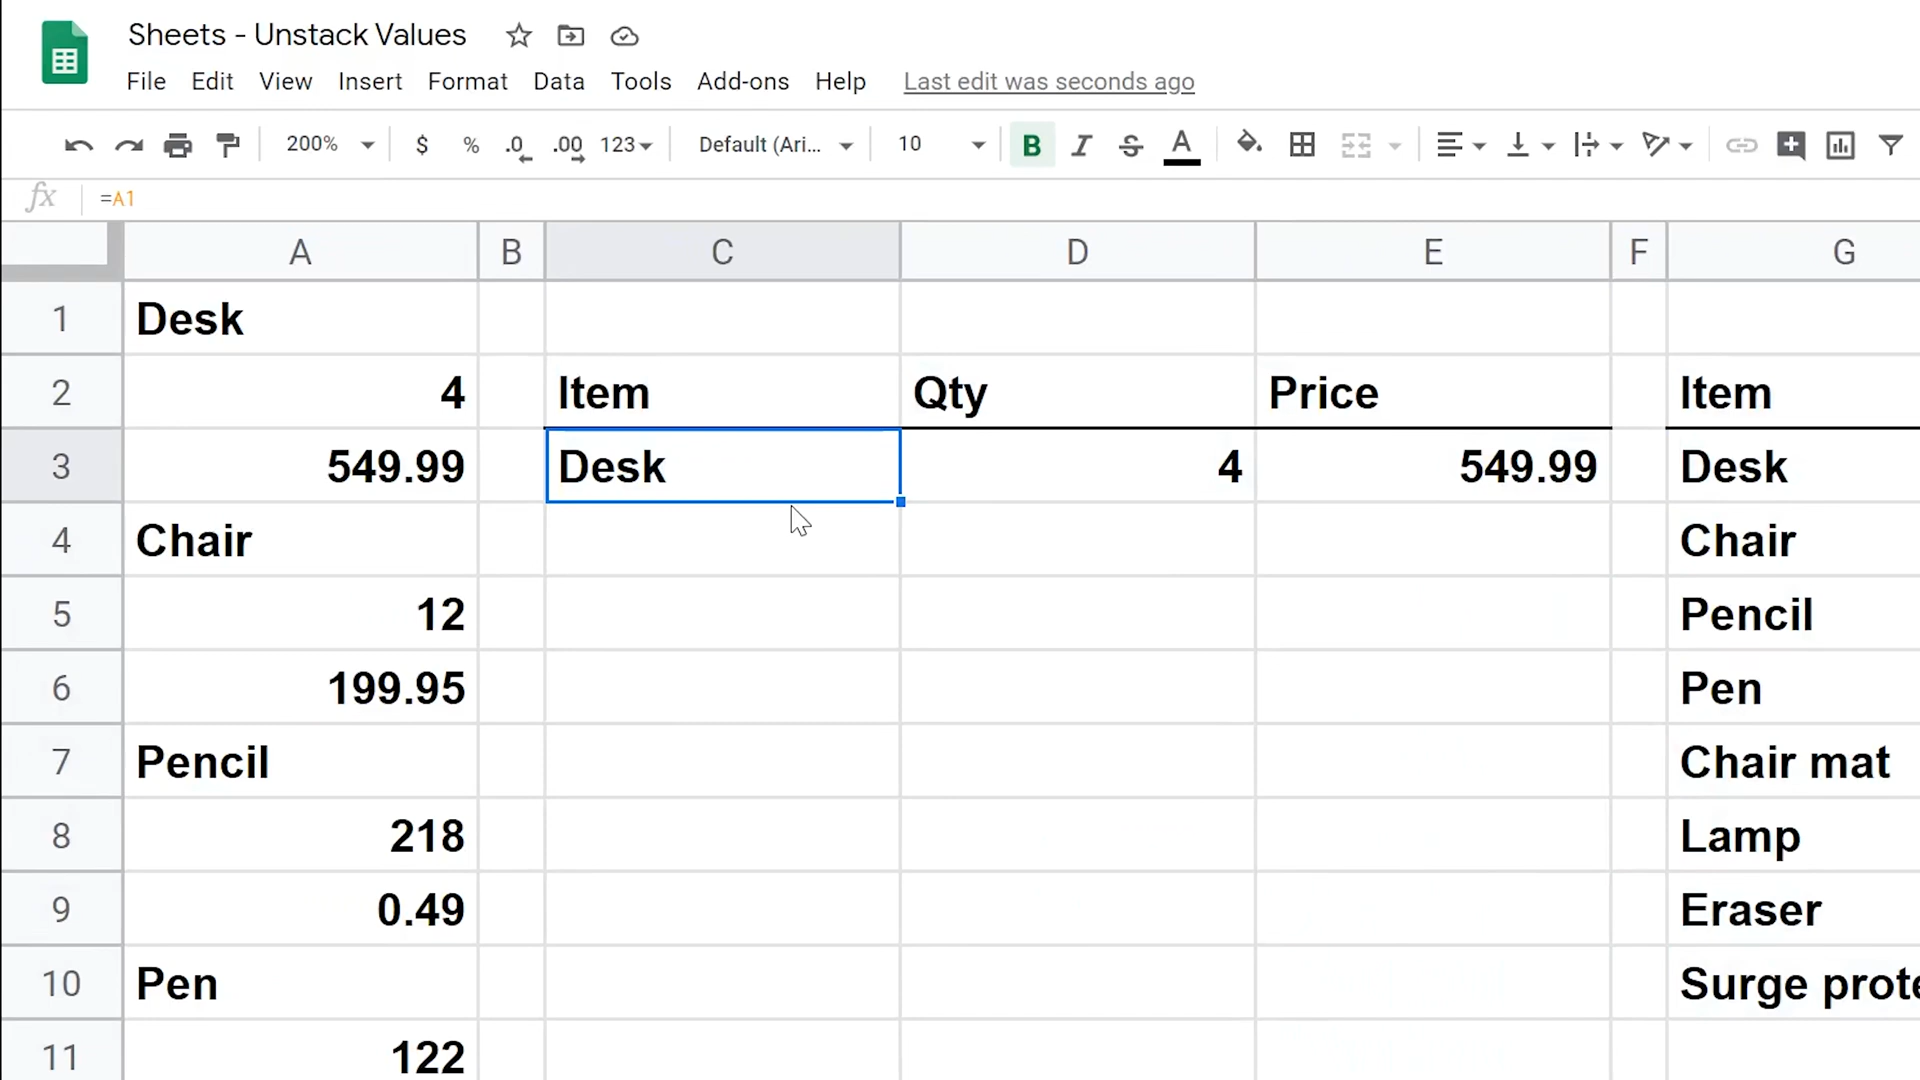 Sheets - Unstack Values
File Edit View Insert Format Data Tools Add-ons Help Last edit was seconds ago
200% $ % .0 .00 123 Default (Ari... 10 B I S A
fx =A1
A B C D E F G
1 Desk
2 4 Item Qty Price Item
3 549.99 Desk 4 549.99 Desk
4 Chair Chair
5 12 Pencil
6 199.95 Pen
7 Pencil Chair mat
8 218 Lamp
9 0.49 Eraser
10 Pen Surge prote
11 122